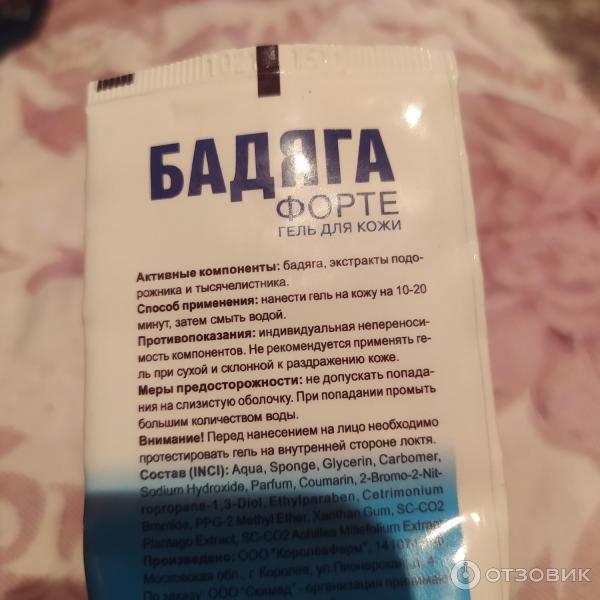 БАДЯГА
ФОРТЕ
ГЕЛЬ ДЛЯ КОЖИ
Активные компоненты: бадяга, экстракты подо-
рожника и тысячелистника.
Способ применения: нанести гель на кожу на 10-20
минут, затем смыть водой.
Противопоказания: индивидуальная непереноси-
мость компонентов. Не рекомендуется применять ге-
ль при сухой и склонной к раздражению коже.
Меры предосторожности: не допускать попада-
ния на слизистую оболочку. При попадании промыть
большим количеством воды.
Внимание! Перед нанесением на лицо необходимо
протестировать гель на внутренней стороне локтя.
Состав (INCI): Aqua, Sponge, Glycerin, Carbomer,
Sodium Hydroxide, Parfum, Coumarin, 2-Bromo-2-Nit-
ropropane-1,3-Diol, Ethylparaben, Cetrimonium
Bromide, PPG-2 Methyl Ether, Xanthan Gum, SC-CO2
Plantago Extract, SC-CO2 Achillea Millefolium Extract
Произведено: ООО "КоролёвФарм", 141074, РФ,
Московская обл., г. Королев, ул. Пионерская, д. 4.
По заказу: ООО "Скимед" - организация принимаю
ОТЗОВИК